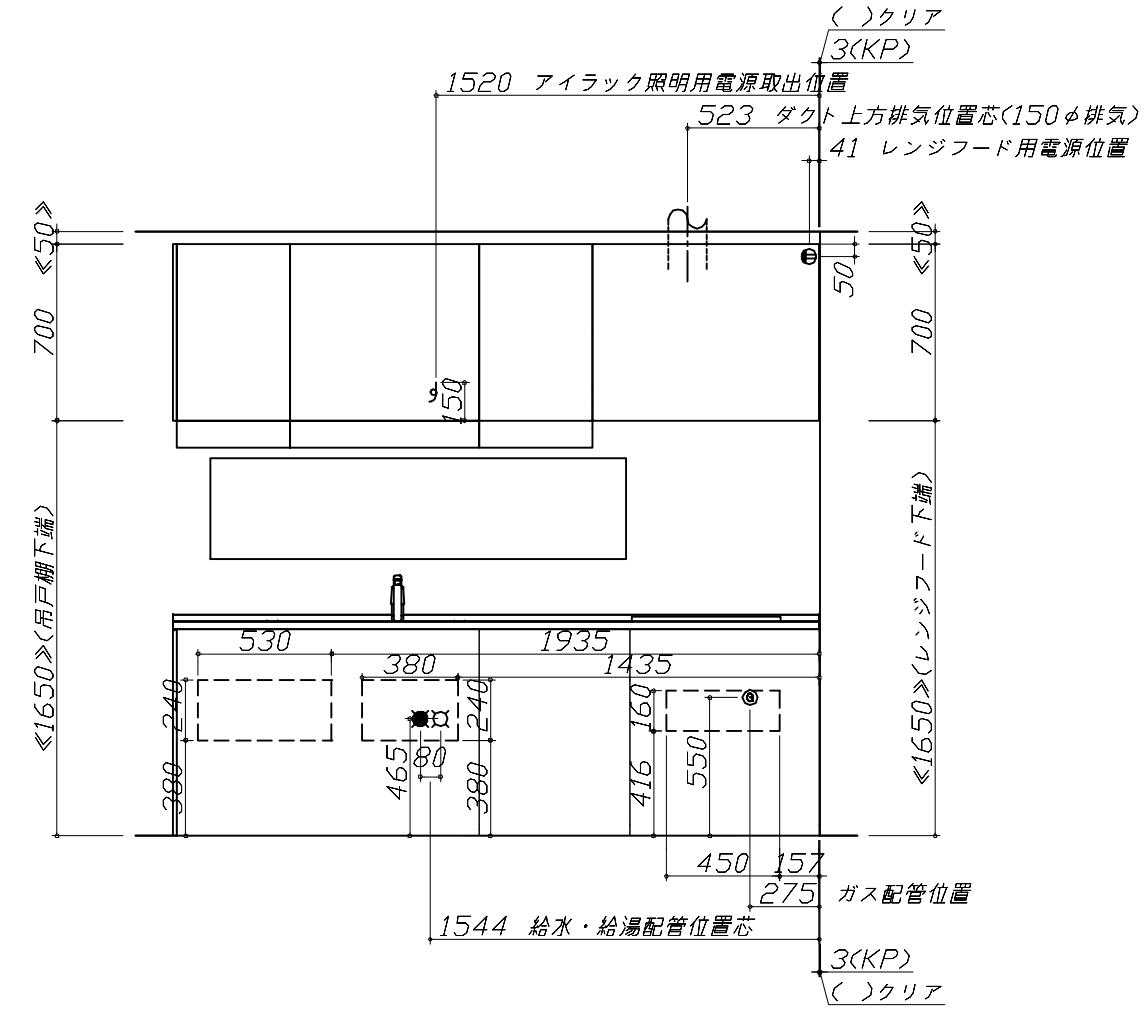 ( )クリア
3(KP)
1520 アイラック照明用電源取出位置
523 ダクト上方排気位置芯(150φ排気)
41 レンジフード用電源位置
≪50≫
≪50≫
50
700
700
150
≪1650≫(吊戸棚下端)
≪1650≫(レンジフード下端)
530
1935
380
1435
240
240
160
465
80
550
380
380
416
450
157
275 ガス配管位置
1544 給水・給湯配管位置芯
3(KP)
( )クリア